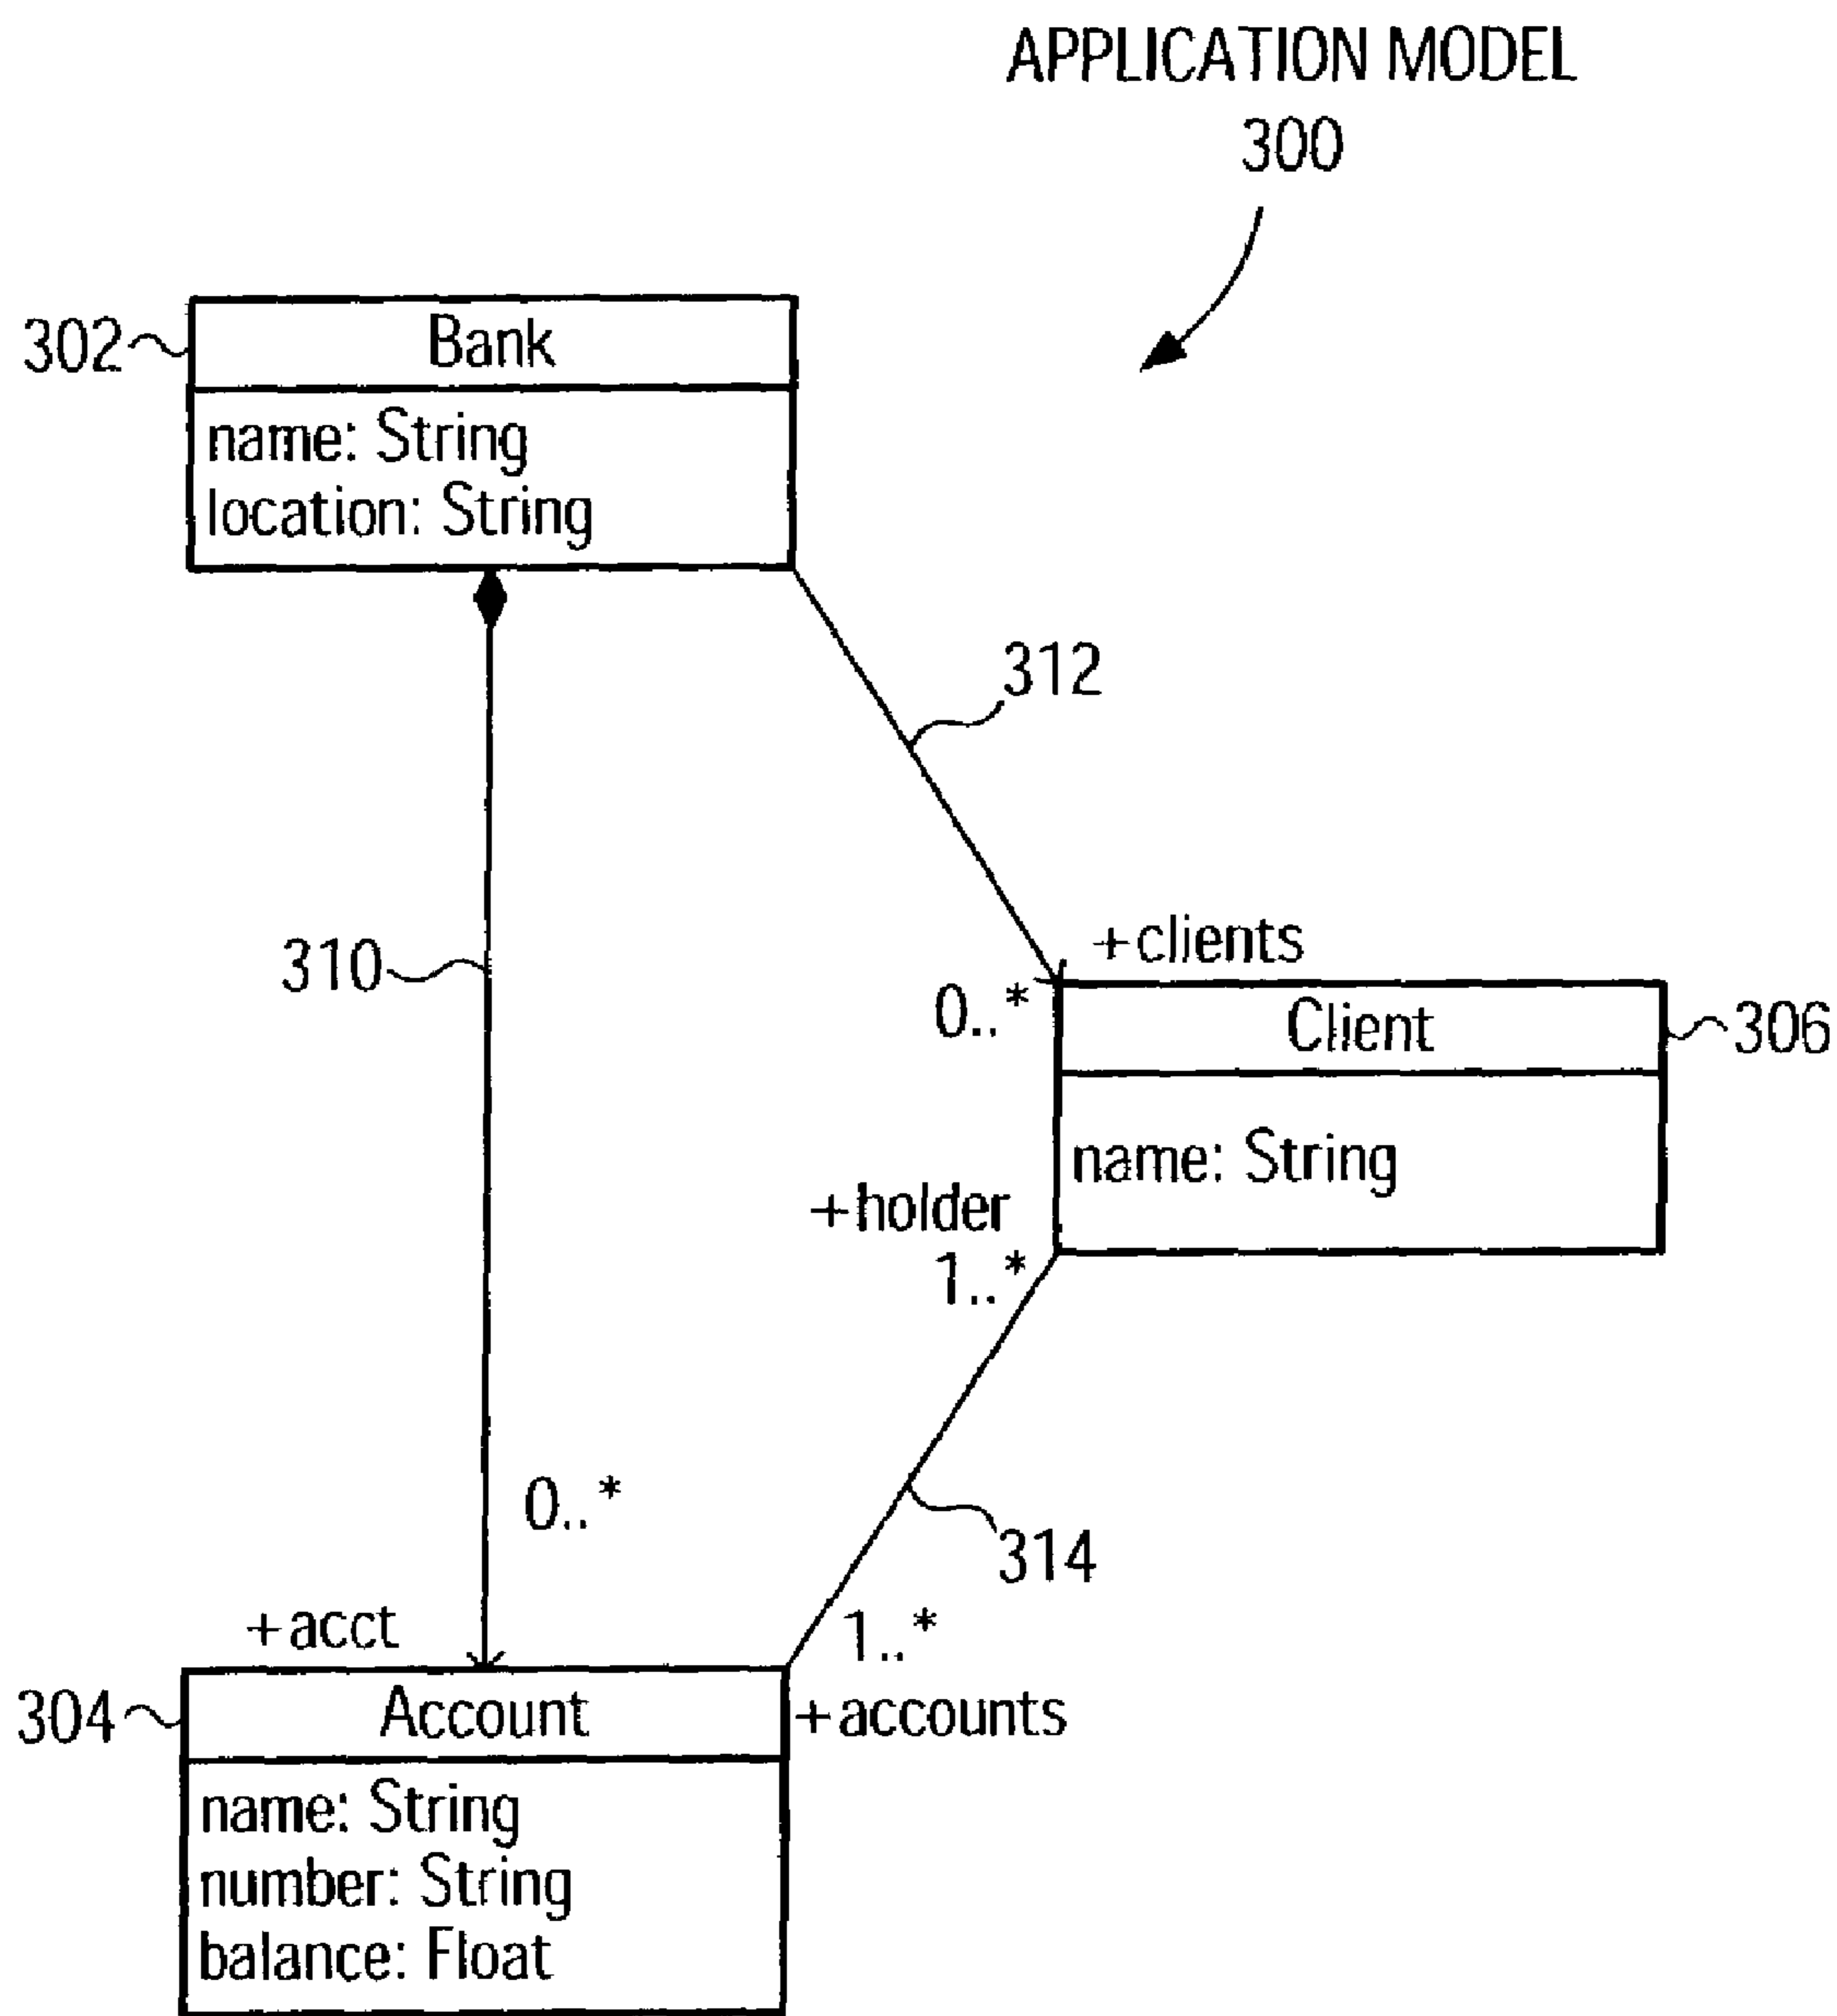 APPLICATION MODEL
300
302
Bank
name: String
location: String
312
310
+clients
0..*
Client
306
name: String
+holder
1..*
0..*
314
+acct
1..*
304
Account
+accounts
name: String
number: String
balance: Float